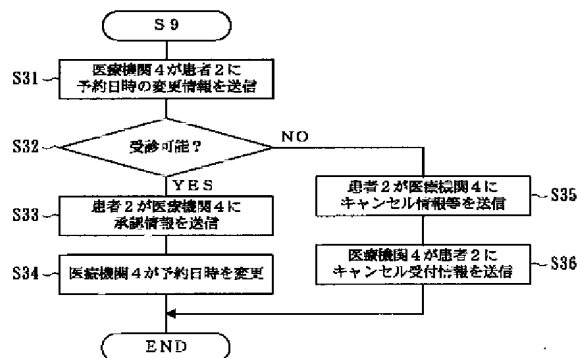 S9
S31
医療機関4が患者2に
予約日時の変更情報を送信
S32
受診可能?
NO
YES
S33
患者2が医療機関4に
承認情報を送信
S34
医療機関4が予約日時を変更
患者2が医療機関4に
キャンセル情報等を送信
S35
医療機関4が患者2に
キャンセル受付情報を送信
S36
END